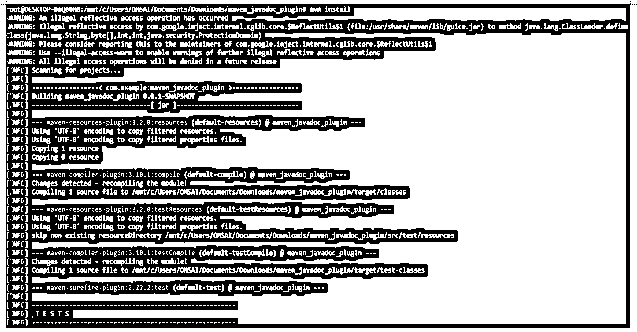 root@DESKTOP- :/mnt/c/Users/OMSAI/Documents/Downloads/maven_javadoc_plugin# mvn install
WARNING: An illegal reflective access operation has occurred
WARNING: Illegal reflective access by com.google.inject.internal.cglib.core.$ReflectUtils$1 (file:/usr/share/maven/lib/guice.jar) to method java.lang.ClassLoader.defineC
lass(java.lang.String,byte[],int,int,java.security.ProtectionDomain)
WARNING: Please consider reporting this to the maintainers of com.google.inject.internal.cglib.core.$ReflectUtils$1
WARNING: Use --illegal-access=warn to enable warnings of further illegal reflective access operations
WARNING: All illegal access operations will be denied in a future release
[INFO] Scanning for projects...
[INFO]
[INFO] ------------------< com.example:maven_javadoc_plugin >------------------
[INFO] Building maven_javadoc_plugin 0.0.1-SNAPSHOT
[INFO] --------------------------------[ jar ]---------------------------------
[INFO]
[INFO] --- maven-resources-plugin:3.2.0:resources (default-resources) @ maven_javadoc_plugin ---
[INFO] Using 'UTF-8' encoding to copy filtered resources.
[INFO] Using 'UTF-8' encoding to copy filtered properties files.
[INFO] Copying 1 resource
[INFO] Copying 0 resource
[INFO]
[INFO] --- maven-compiler-plugin:3.10.1:compile (default-compile) @ maven_javadoc_plugin ---
[INFO] Changes detected - recompiling the module!
[INFO] Compiling 1 source file to /mnt/c/Users/OMSAI/Documents/Downloads/maven_javadoc_plugin/target/classes
[INFO]
[INFO] --- maven-resources-plugin:3.2.0:testResources (default-testResources) @ maven_javadoc_plugin ---
[INFO] Using 'UTF-8' encoding to copy filtered resources.
[INFO] Using 'UTF-8' encoding to copy filtered properties files.
[INFO] skip non existing resourceDirectory /mnt/c/Users/OMSAI/Documents/Downloads/maven_javadoc_plugin/src/test/resources
[INFO]
[INFO] --- maven-compiler-plugin:3.10.1:testCompile (default-testCompile) @ maven_javadoc_plugin ---
[INFO] Changes detected - recompiling the module!
[INFO] Compiling 1 source file to /mnt/c/Users/OMSAI/Documents/Downloads/maven_javadoc_plugin/target/test-classes
[INFO]
[INFO] --- maven-surefire-plugin:2.22.2:test (default-test) @ maven_javadoc_plugin ---
[INFO]
[INFO] -------------------------------------------------------
[INFO]  T E S T S
[INFO] -------------------------------------------------------